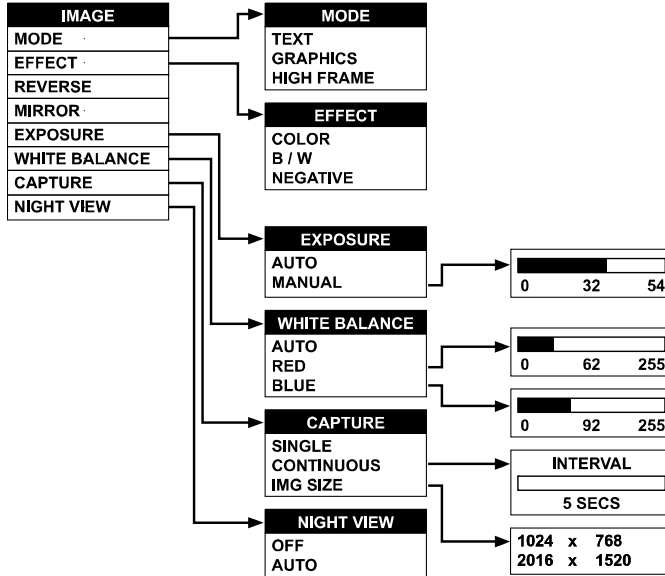 IMAGE
MODE
EFFECT
REVERSE
MIRROR
EXPOSURE
WHITE BALANCE
CAPTURE
NIGHT VIEW
MODE
TEXT
GRAPHICS
HIGH FRAME
EFFECT
COLOR
B / W
NEGATIVE
EXPOSURE
AUTO
MANUAL
0 32 54
WHITE BALANCE
AUTO
RED
BLUE
0 62 255
0 92 255
CAPTURE
SINGLE
CONTINUOUS
IMG SIZE
INTERVAL
5 SECS
1024 x 768
2016 x 1520
NIGHT VIEW
OFF
AUTO